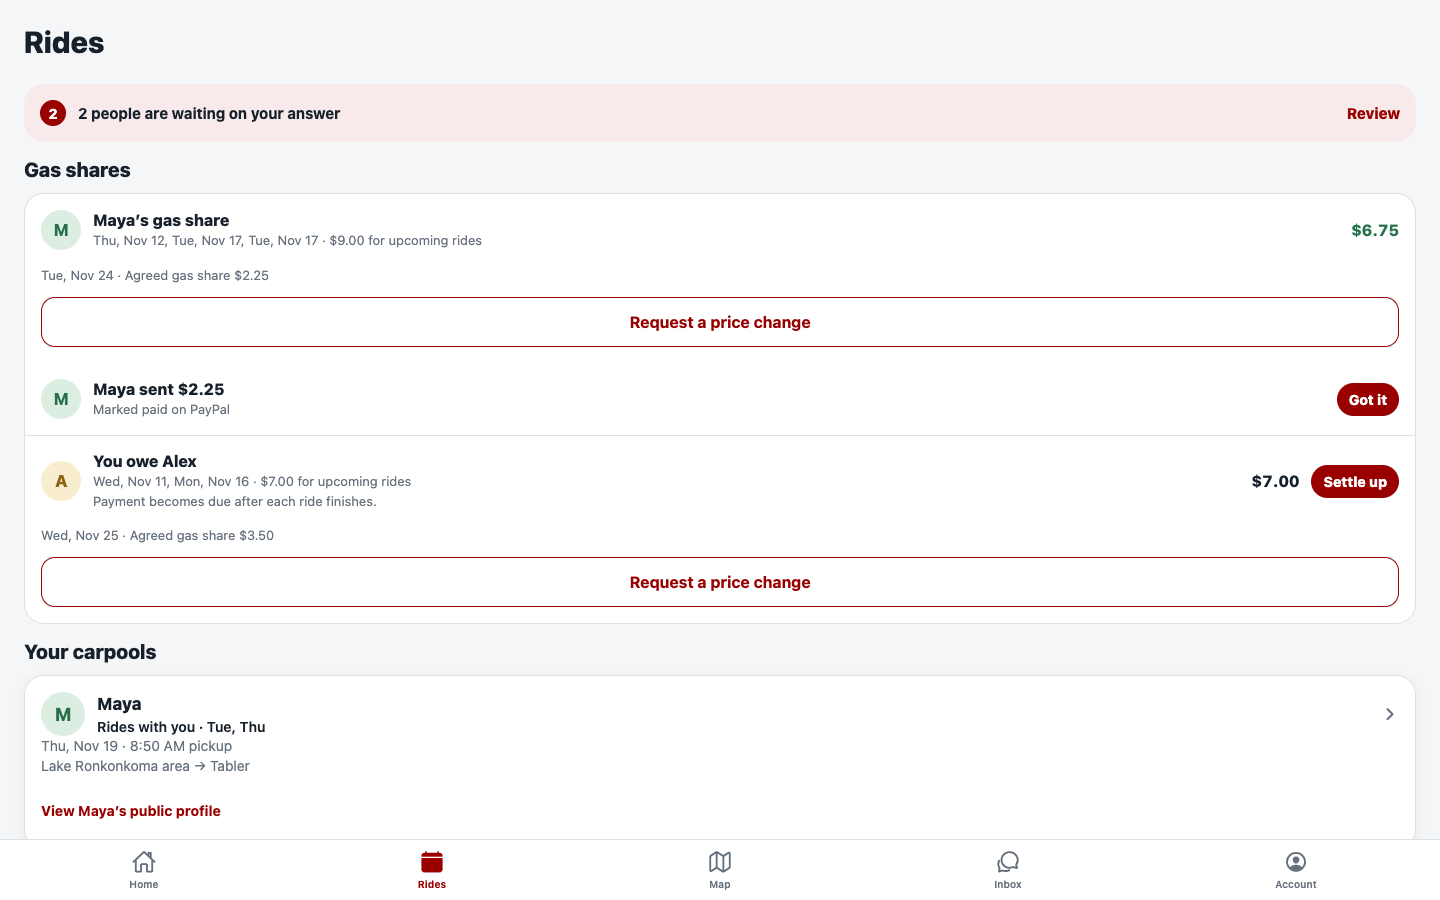 Rides
2
2 people are waiting on your answer
Review
Gas shares
M
Maya’s gas share
Thu, Nov 12, Tue, Nov 17, Tue, Nov 17 · $9.00 for upcoming rides
$6.75
Tue, Nov 24 · Agreed gas share $2.25
Request a price change
M
Maya sent $2.25
Marked paid on PayPal
Got it
A
You owe Alex
Wed, Nov 11, Mon, Nov 16 · $7.00 for upcoming rides
Payment becomes due after each ride finishes.
$7.00
Settle up
Wed, Nov 25 · Agreed gas share $3.50
Request a price change
Your carpools
M
Maya
Rides with you · Tue, Thu
Thu, Nov 19 · 8:50 AM pickup
Lake Ronkonkoma area → Tabler
View Maya’s public profile
Home
Rides
Map
Inbox
Account